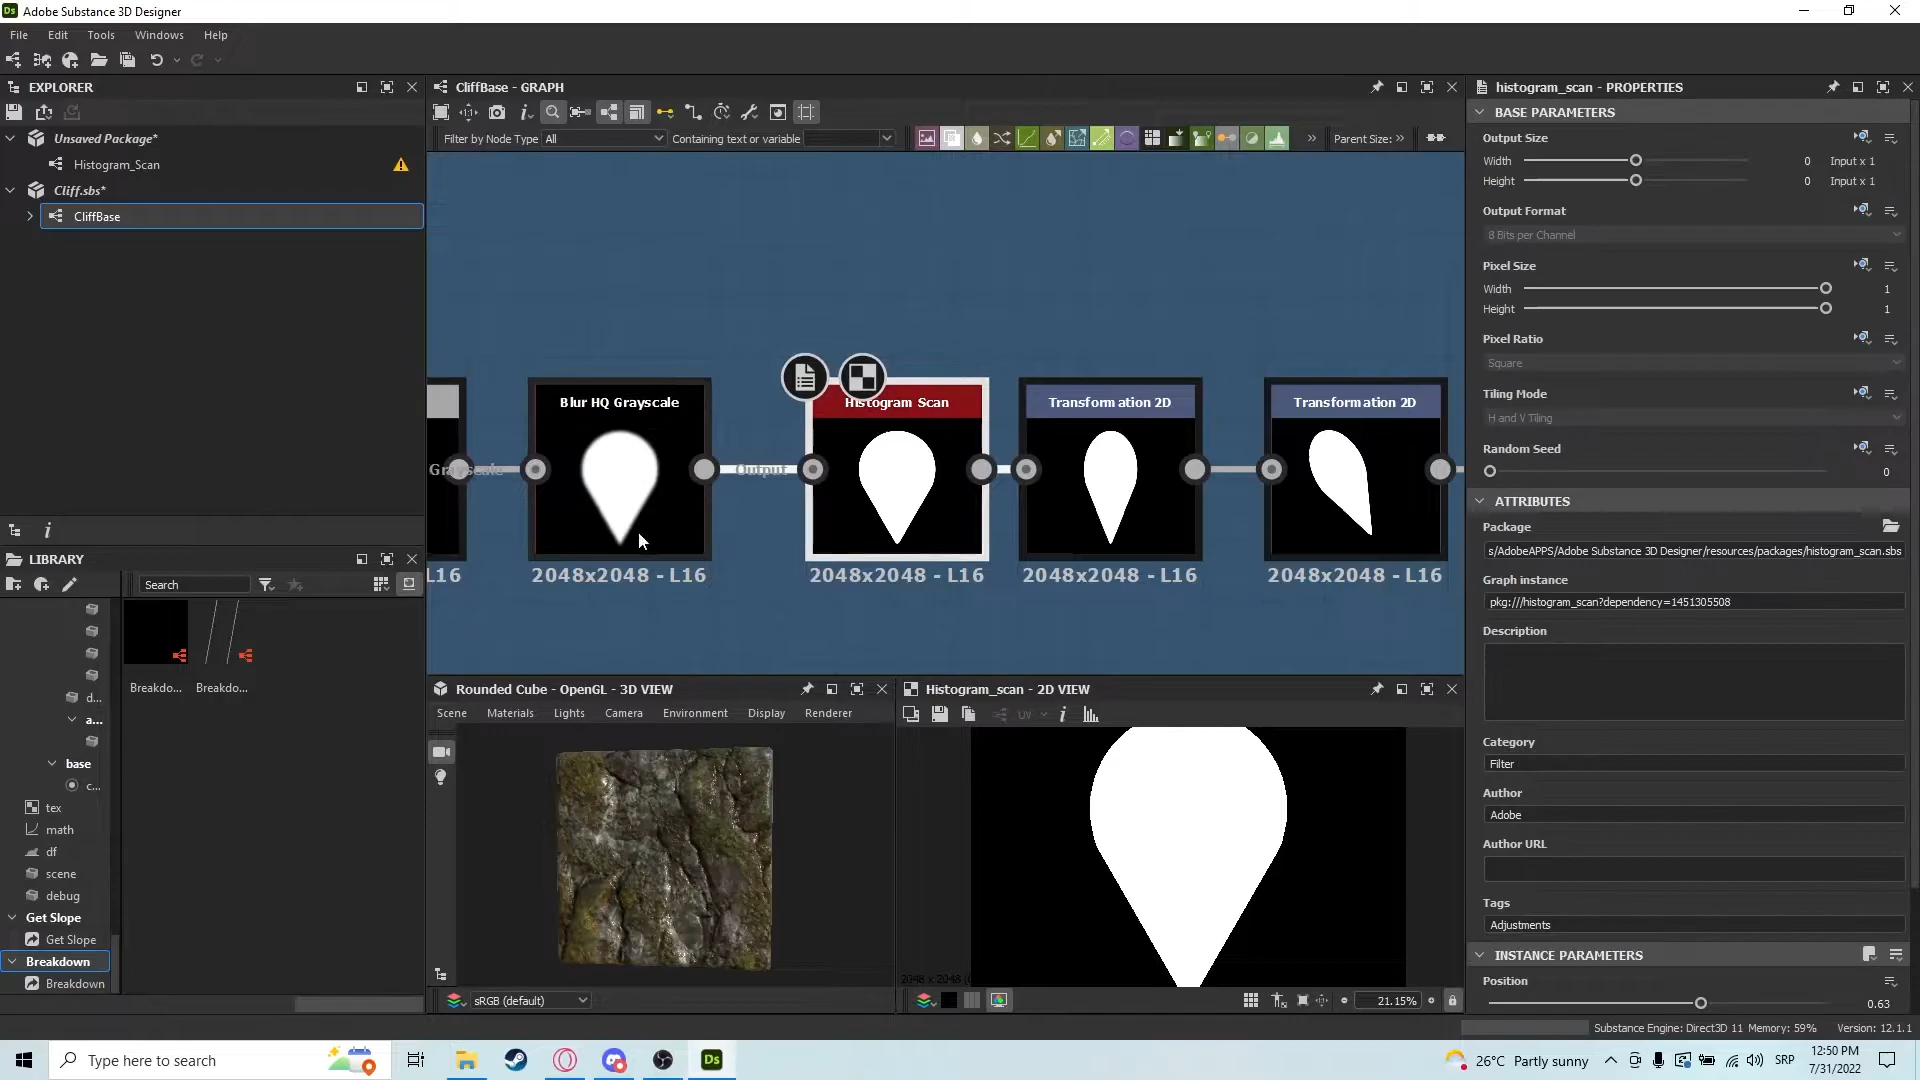 Ds Adobe Substance 3D Designer
File Edit Tools Windows Help
EXPLORER
Unsaved Package*
Histogram_Scan
Cliff.sbs*
CliffBase
LIBRARY
Search
d...
a...
base
c...
tex
math
df
scene
debug
Get Slope
Get Slope
Breakdown
Breakdown
Breakdo...
Breakdo...
CliffBase - GRAPH
Filter by Node Type All Containing text or variable Parent Size:
Grayscale
Blur HQ Grayscale
Output
Histogram Scan
Transformation 2D
Transformation 2D
L16
2048x2048 - L16
2048x2048 - L16
2048x2048 - L16
2048x2048 - L16
Rounded Cube - OpenGL - 3D VIEW
Scene Materials Lights Camera Environment Display Renderer
sRGB (default)
Histogram_scan - 2D VIEW
UV
2048 x 2048
21.15%
histogram_scan - PROPERTIES
BASE PARAMETERS
Output Size
Width 0 Input x 1
Height 0 Input x 1
Output Format
8 Bits per Channel
Pixel Size
Width 1
Height 1
Pixel Ratio
Square
Tiling Mode
H and V Tiling
Random Seed
0
ATTRIBUTES
Package
s/AdobeAPPS/Adobe Substance 3D Designer/resources/packages/histogram_scan.sbs
Graph instance
pkg:///histogram_scan?dependency=1451305508
Description
Category
Filter
Author
Adobe
Author URL
Tags
Adjustments
INSTANCE PARAMETERS
Position
0.63
Substance Engine: Direct3D 11 Memory: 59% Version: 12.1.1
Type here to search
Ds
26°C Partly sunny
SRP
12:50 PM
7/31/2022